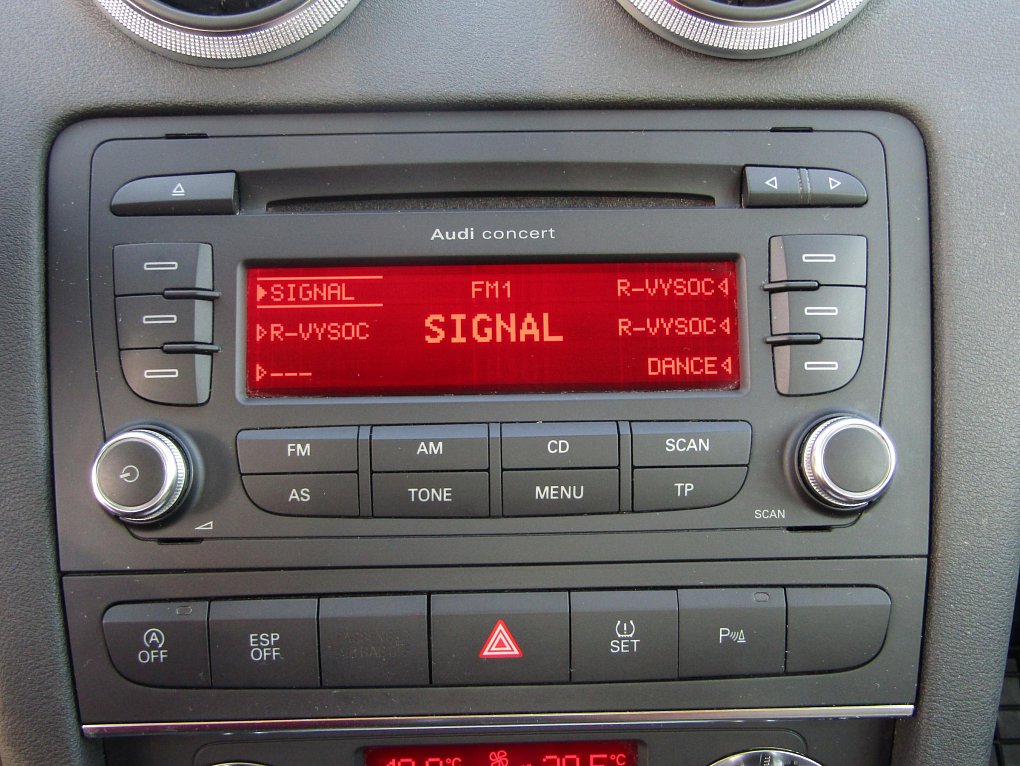 Audi concert
SIGNAL FM1 R-VYSOC
R-VYSOC SIGNAL R-VYSOC
--- DANCE
FM AM CD SCAN
AS TONE MENU TP
SCAN
A OFF
ESP OFF
SET
P